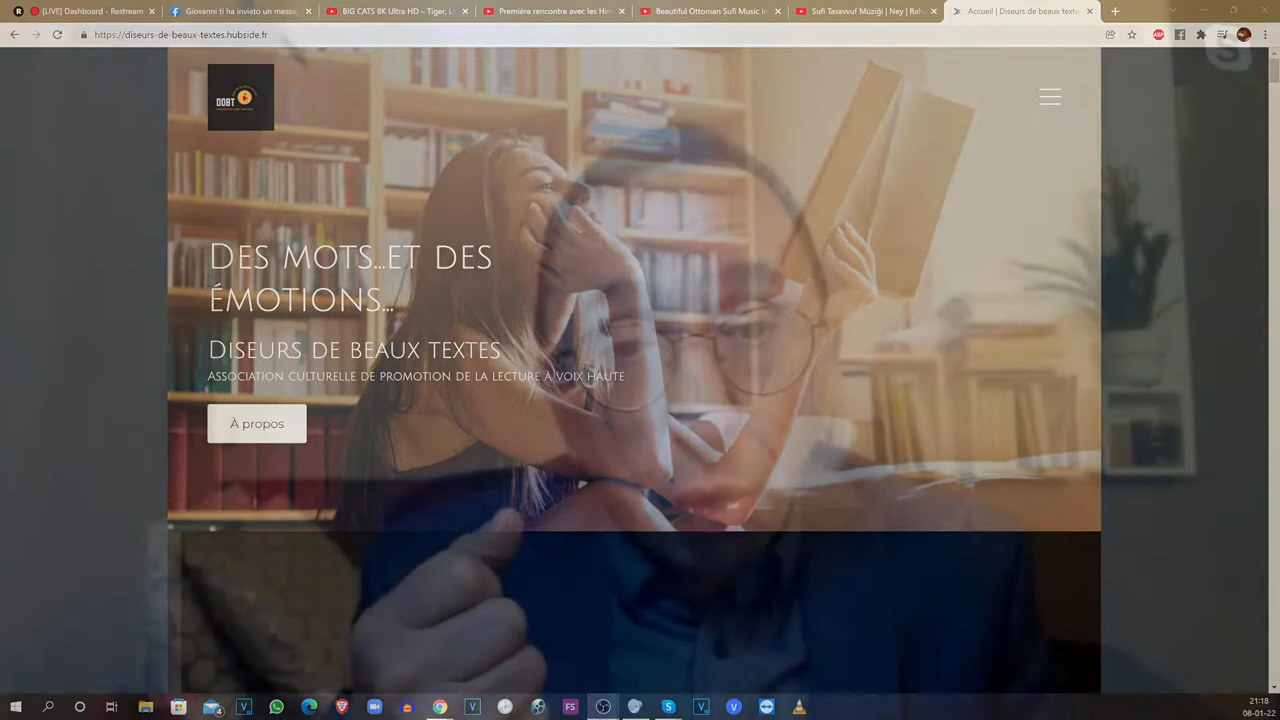 [LIVE] Dashboard - Restream
Giovanni ti ha inviato un messa
BIG CATS 8K Ultra HD – Tiger, L
Première rencontre avec les Hin
Beautiful Ottoman Sufi Music In
Sufi Tasavvuf Müziği | Ney | Rah
Accueil | Diseurs de beaux texte
https://diseurs-de-beaux-textes.hubside.fr
ABP
DDBT
Des mots...et des
émotions...
Diseurs de beaux textes
Association culturelle de promotion de la lecture à voix haute
À propos
4
FS
21:18
08-01-22